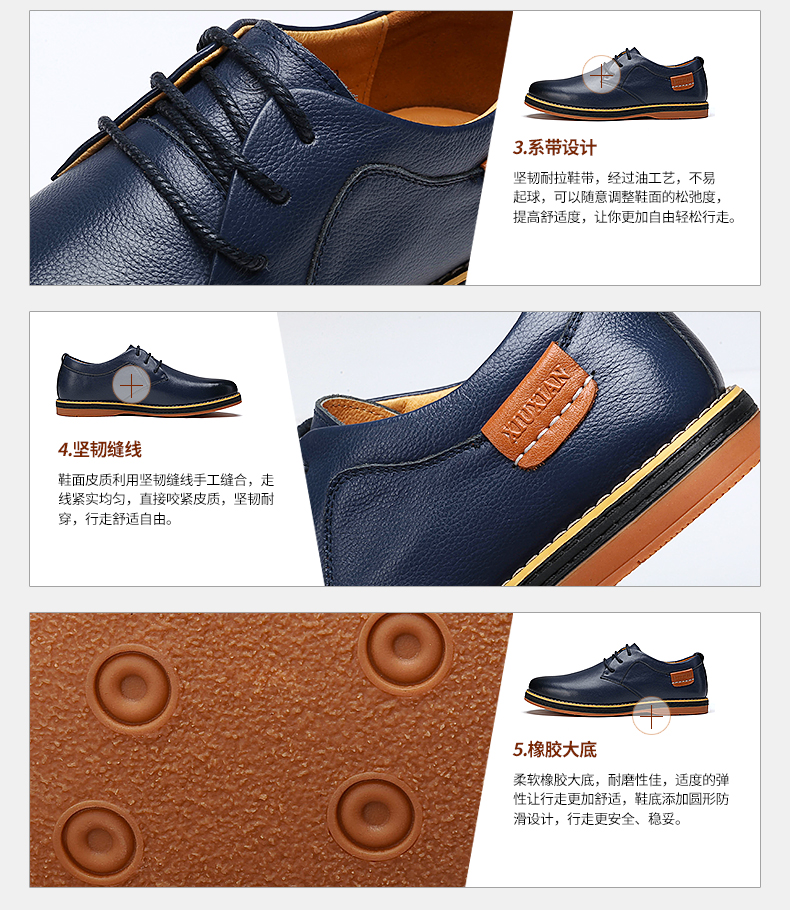 3.系带设计
坚韧耐拉鞋带，经过油工艺，不易
起球，可以随意调整鞋面的松弛度，
提高舒适度，让你更加自由轻松行走。
XIUXIAN
4.坚韧缝线
鞋面皮质利用坚韧缝线手工缝合，走
线紧实均匀，直接咬紧皮质，坚韧耐
穿，行走舒适自由。
5.橡胶大底
柔软橡胶大底，耐磨性佳，适度的弹
性让行走更加舒适，鞋底添加圆形防
滑设计，行走更安全、稳妥。